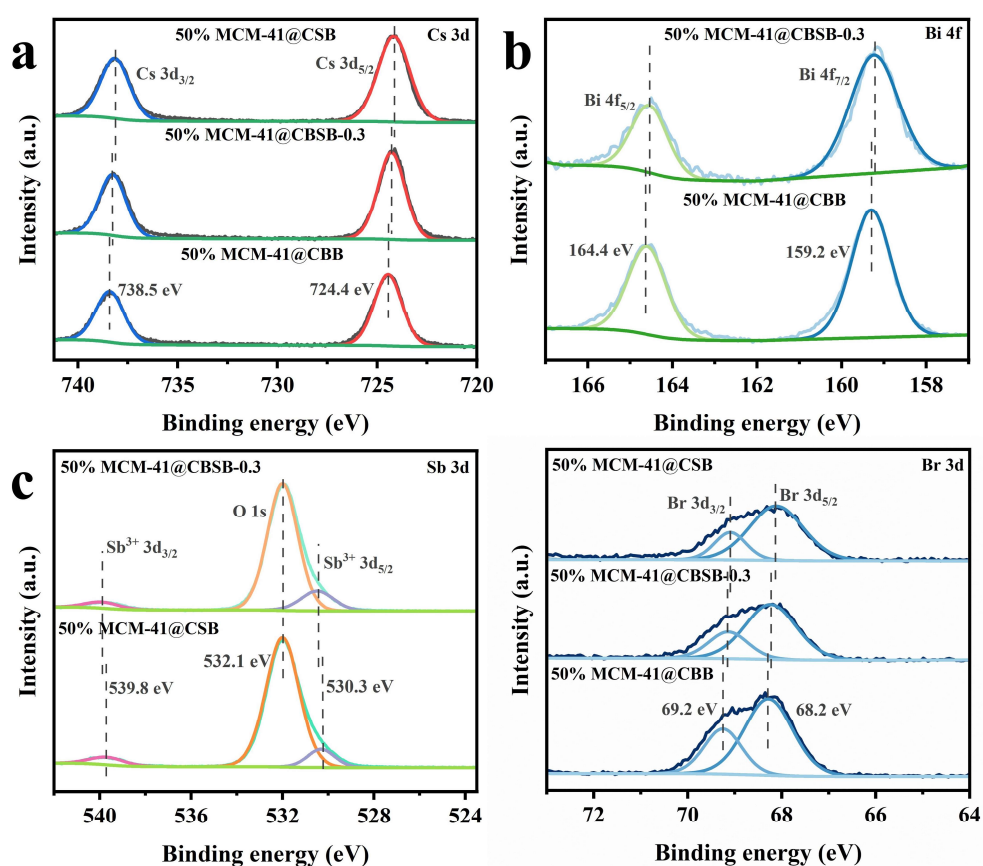 a
50% MCM-41@CSB
Cs 3d
Cs 3d3/2
Cs 3d5/2
50% MCM-41@CBSB-0.3
50% MCM-41@CBB
738.5 eV
724.4 eV
Intensity (a.u.)
740 735 730 725 720
Binding energy (eV)
b
50% MCM-41@CBSB-0.3
Bi 4f
Bi 4f5/2
Bi 4f7/2
50% MCM-41@CBB
164.4 eV
159.2 eV
Intensity (a.u.)
166 164 162 160 158
Binding energy (eV)
c
50% MCM-41@CBSB-0.3
Sb 3d
O 1s
Sb3+ 3d3/2
Sb3+ 3d5/2
50% MCM-41@CSB
532.1 eV
539.8 eV
530.3 eV
Intensity (a.u.)
540 536 532 528 524
Binding energy (eV)
50% MCM-41@CSB
Br 3d
Br 3d3/2
Br 3d5/2
50% MCM-41@CBSB-0.3
50% MCM-41@CBB
69.2 eV
68.2 eV
Intensity (a.u.)
72 70 68 66 64
Binding energy (eV)